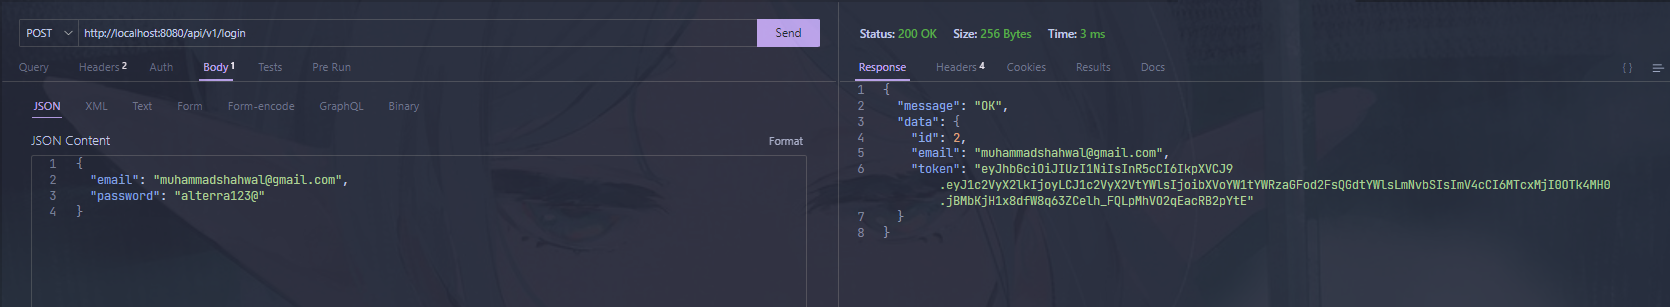 POST http://localhost:8080/api/v1/login Send
Query Headers 2 Auth Body 1 Tests Pre Run
JSON XML Text Form Form-encode GraphQL Binary
JSON Content Format
1 {
2 "email": "muhammadshahwal@gmail.com",
3 "password": "alterra123@"
4 }
Status: 200 OK Size: 256 Bytes Time: 3 ms
Response Headers 4 Cookies Results Docs { }
1 {
2 "message": "OK",
3 "data": {
4 "id": 2,
5 "email": "muhammadshahwal@gmail.com",
6 "token": "eyJhbGciOiJIUzI1NiIsInR5cCI6IkpXVCJ9
.eyJ1c2VyX2lkIjoyLCJ1c2VyX2VtYWlsIjoibXVoYW1tYWRzaGFod2FsQGdtYWlsLmNvbSIsImV4cCI6MTcxMjI0OTk4MH0
.jBMbKjH1x8dfW8q63ZCelh_FQLpMhVO2qEacRB2pYtE"
7 }
8 }